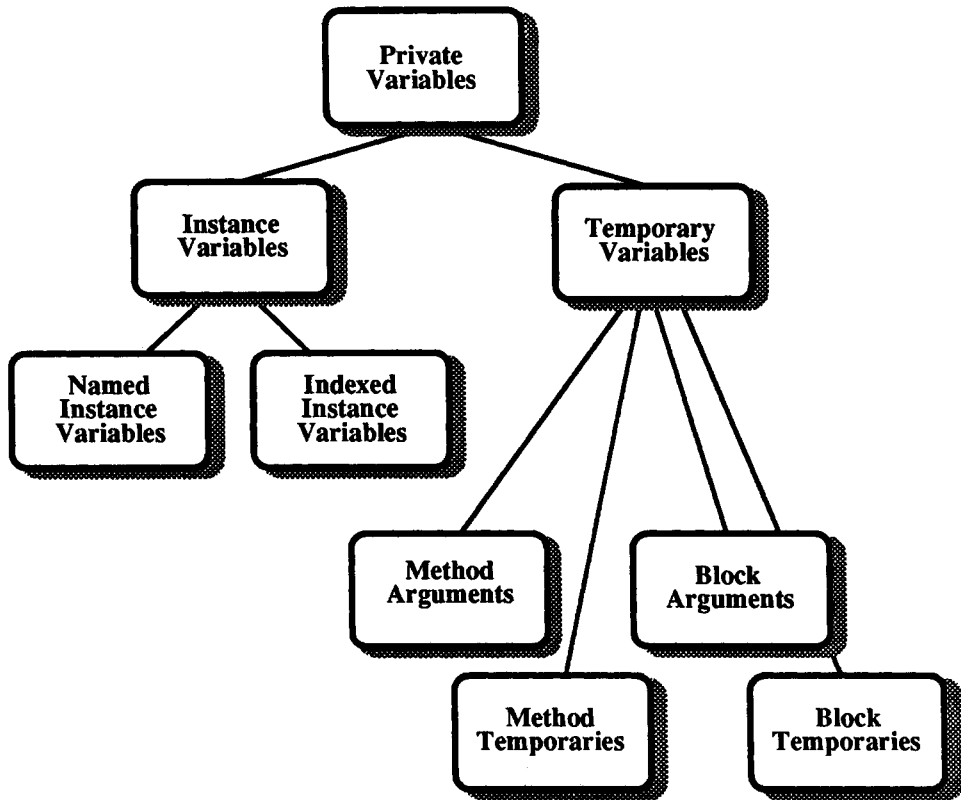 Private
Variables
Instance
Variables
Temporary
Variables
Named
Instance
Variables
Indexed
Instance
Variables
Method
Arguments
Block
Arguments
Method
Temporaries
Block
Temporaries